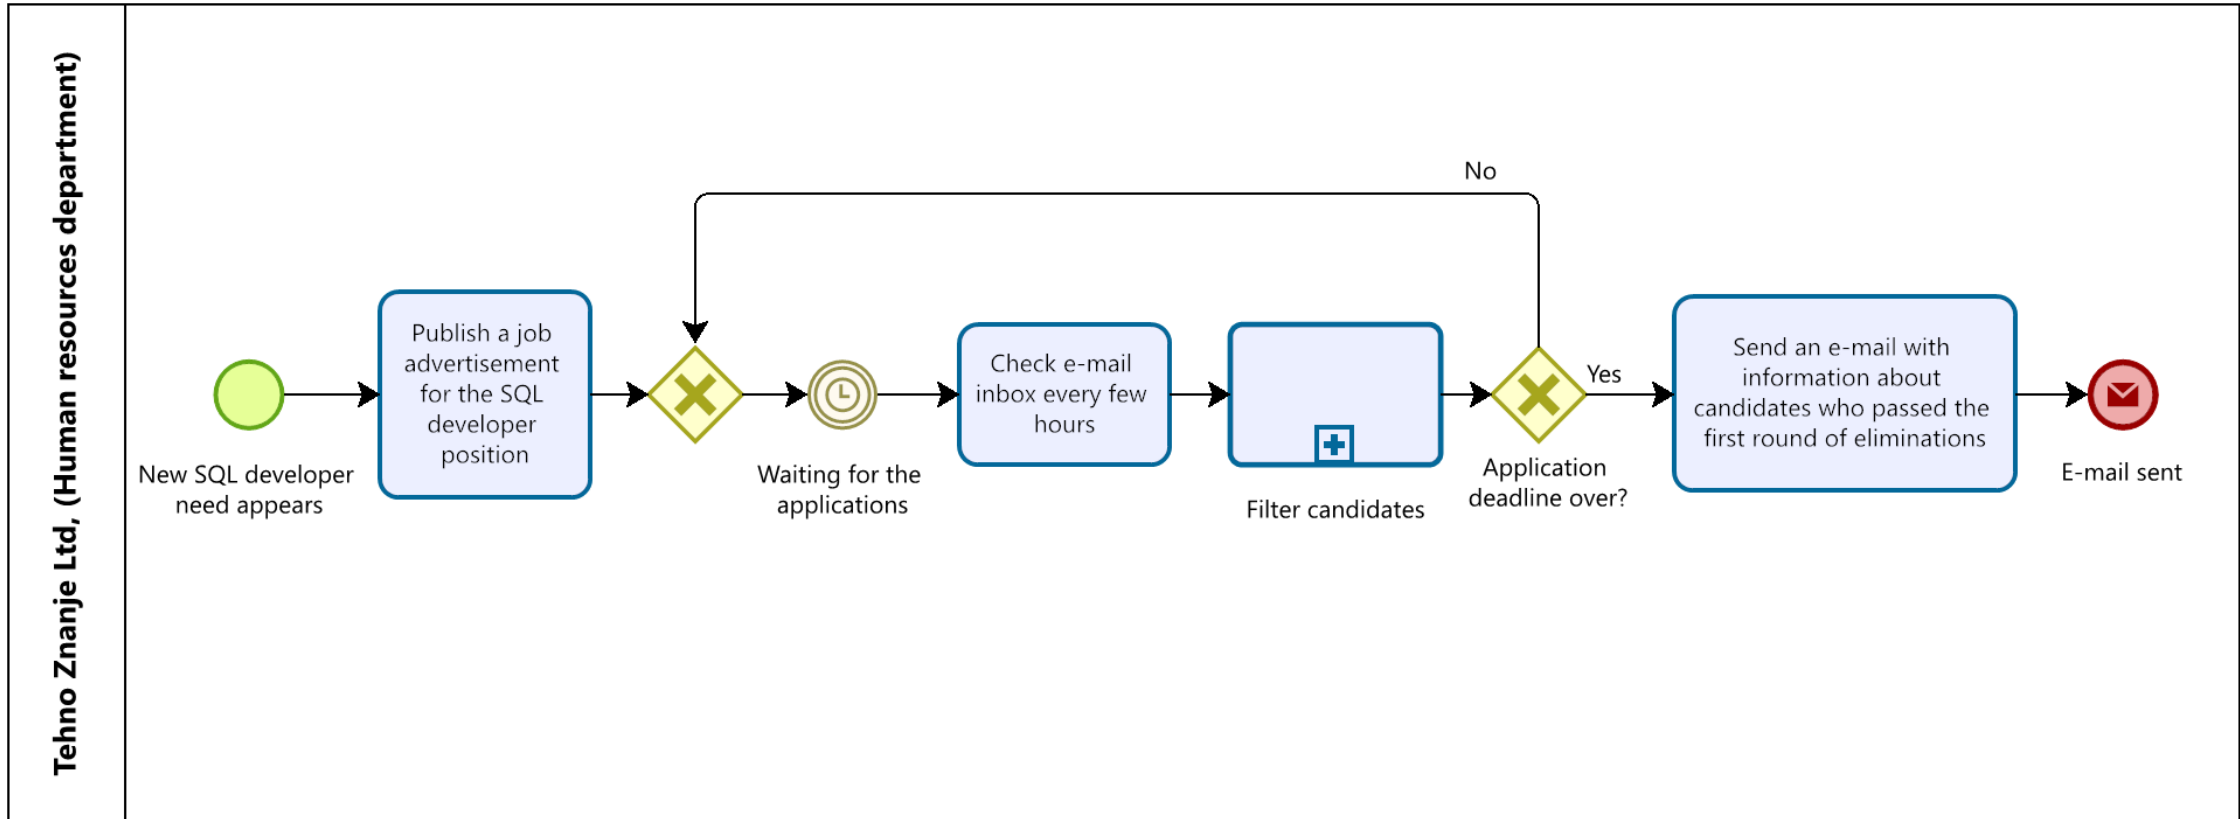 Tehno Znanje Ltd, (Human resources department)
New SQL developer
need appears
Publish a job
advertisement
for the SQL
developer
position
Waiting for the
applications
Check e-mail
inbox every few
hours
Filter candidates
No
Application
deadline over?
Yes
Send an e-mail with
information about
candidates who passed the
first round of eliminations
E-mail sent